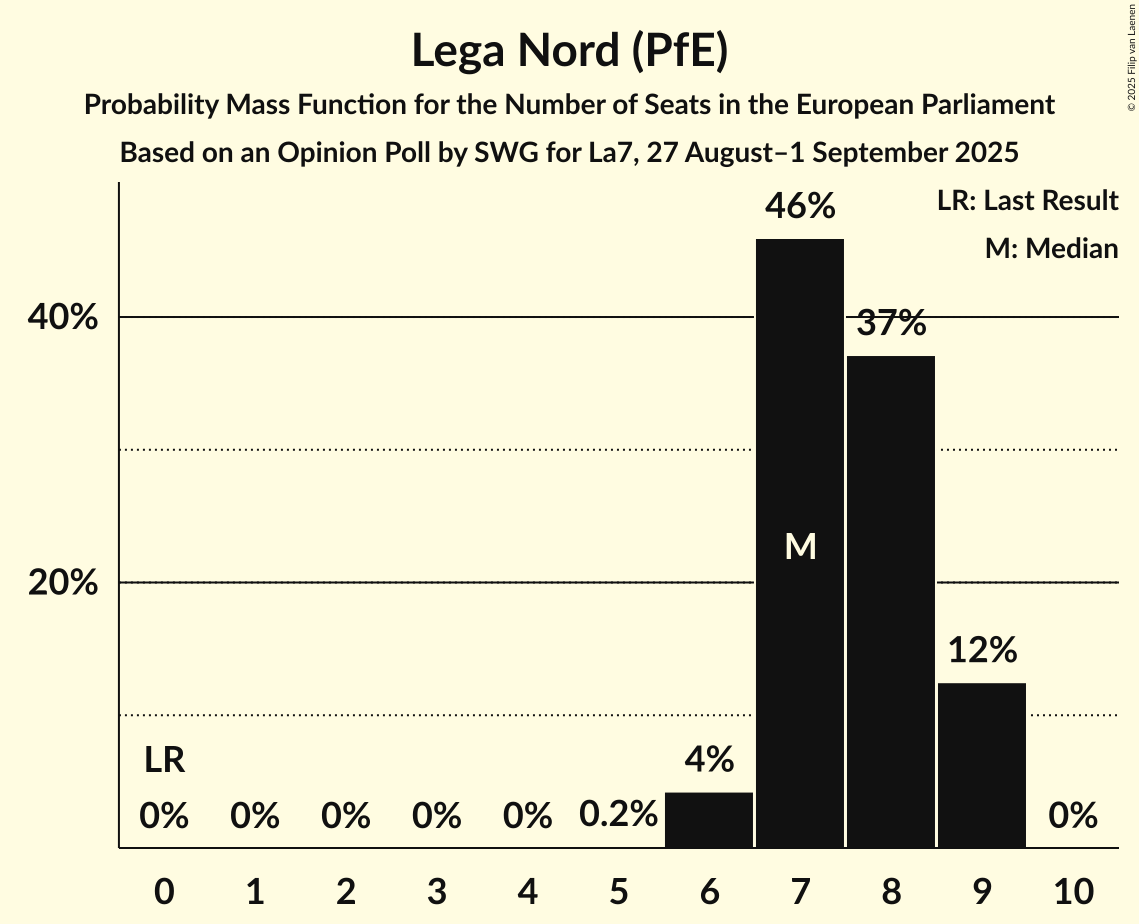 Lega Nord (PfE)
Probability Mass Function for the Number of Seats in the European Parliament
Based on an Opinion Poll by SWG for La7, 27 August–1 September 2025
© 2025 Filip van Laenen
LR: Last Result
M: Median
46%
40%
37%
M
20%
12%
LR
4%
0% 0% 0% 0% 0% 0.2% 0%
0 1 2 3 4 5 6 7 8 9 10